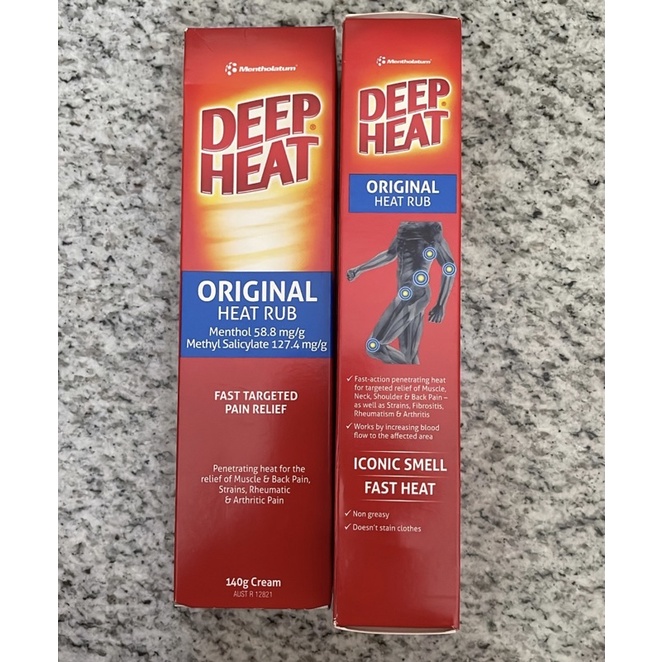 Mentholatum
DEEP
HEAT
ORIGINAL
HEAT RUB
Menthol 58.8 mg/g
Methyl Salicylate 127.4 mg/g
FAST TARGETED
PAIN RELIEF
Penetrating heat for the
relief of Muscle & Back Pain,
Strains, Rheumatic
& Arthritic Pain
140g Cream
AUST R 12821
Mentholatum
DEEP
HEAT
ORIGINAL
HEAT RUB
✓ Fast-action penetrating heat
for targeted relief of Muscle,
Neck, Shoulder & Back Pain –
as well as Strains, Fibrositis,
Rheumatism & Arthritis
✓ Works by increasing blood
flow to the affected area
ICONIC SMELL
FAST HEAT
✓ Non greasy
✓ Doesn't stain clothes